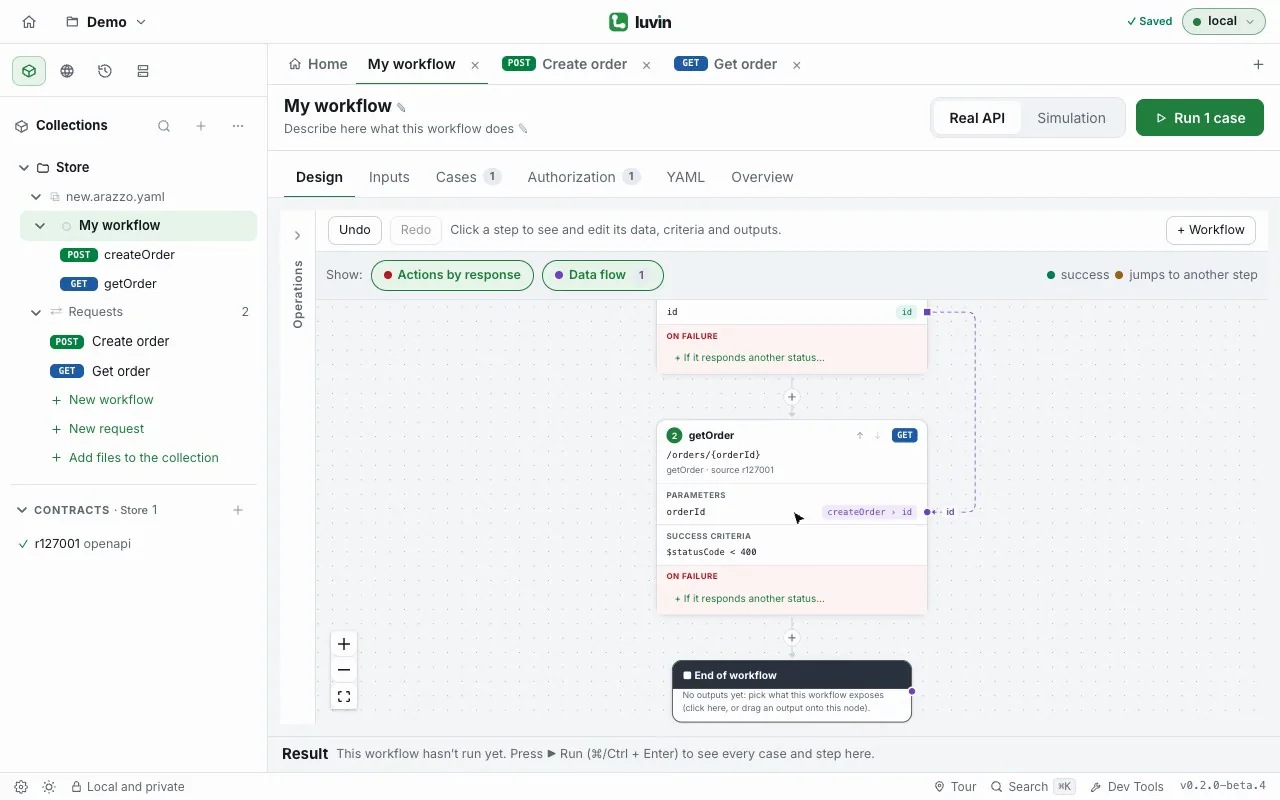 Demo
luvin
Saved
local
Home
My workflow
POST Create order
GET Get order
Collections
My workflow
Describe here what this workflow does
Real API
Simulation
Run 1 case
Store
new.arazzo.yaml
My workflow
POST createOrder
GET getOrder
Requests 2
POST Create order
GET Get order
+ New workflow
+ New request
+ Add files to the collection
CONTRACTS · Store 1
r127001 openapi
Design
Inputs
Cases 1
Authorization 1
YAML
Overview
Operations
Undo
Redo
Click a step to see and edit its data, criteria and outputs.
+ Workflow
Show:
Actions by response
Data flow 1
success
jumps to another step
id id
ON FAILURE
+ If it responds another status...
2 getOrder GET
/orders/{orderId}
getOrder · source r127001
PARAMETERS
orderId createOrder › id
id
SUCCESS CRITERIA
$statusCode < 400
ON FAILURE
+ If it responds another status...
End of workflow
No outputs yet: pick what this workflow exposes
(click here, or drag an output onto this node).
Result This workflow hasn't run yet. Press ▶ Run (⌘/Ctrl + Enter) to see every case and step here.
Local and private
Tour
Search ⌘K
Dev Tools
v0.2.0-beta.4